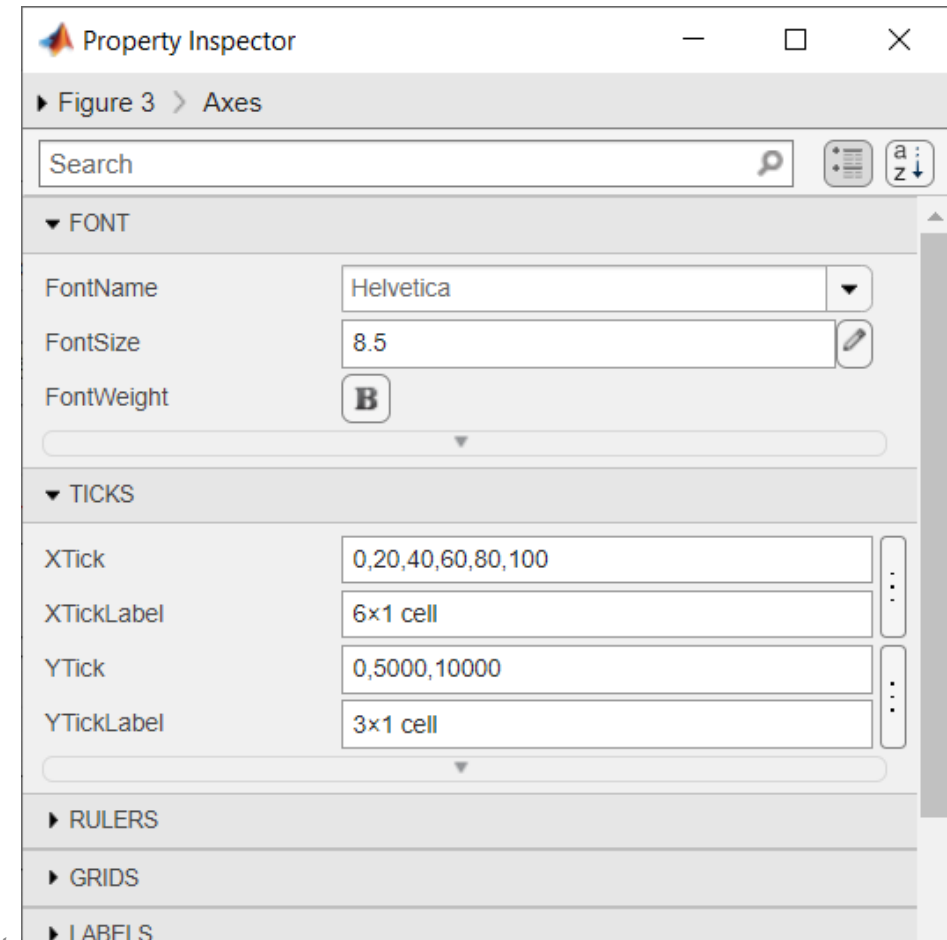 Property Inspector
Figure 3 > Axes
Search
a z
FONT
FontName Helvetica
FontSize 8.5
FontWeight B
TICKS
XTick 0,20,40,60,80,100
XTickLabel 6×1 cell
YTick 0,5000,10000
YTickLabel 3×1 cell
RULERS
GRIDS
LABELS